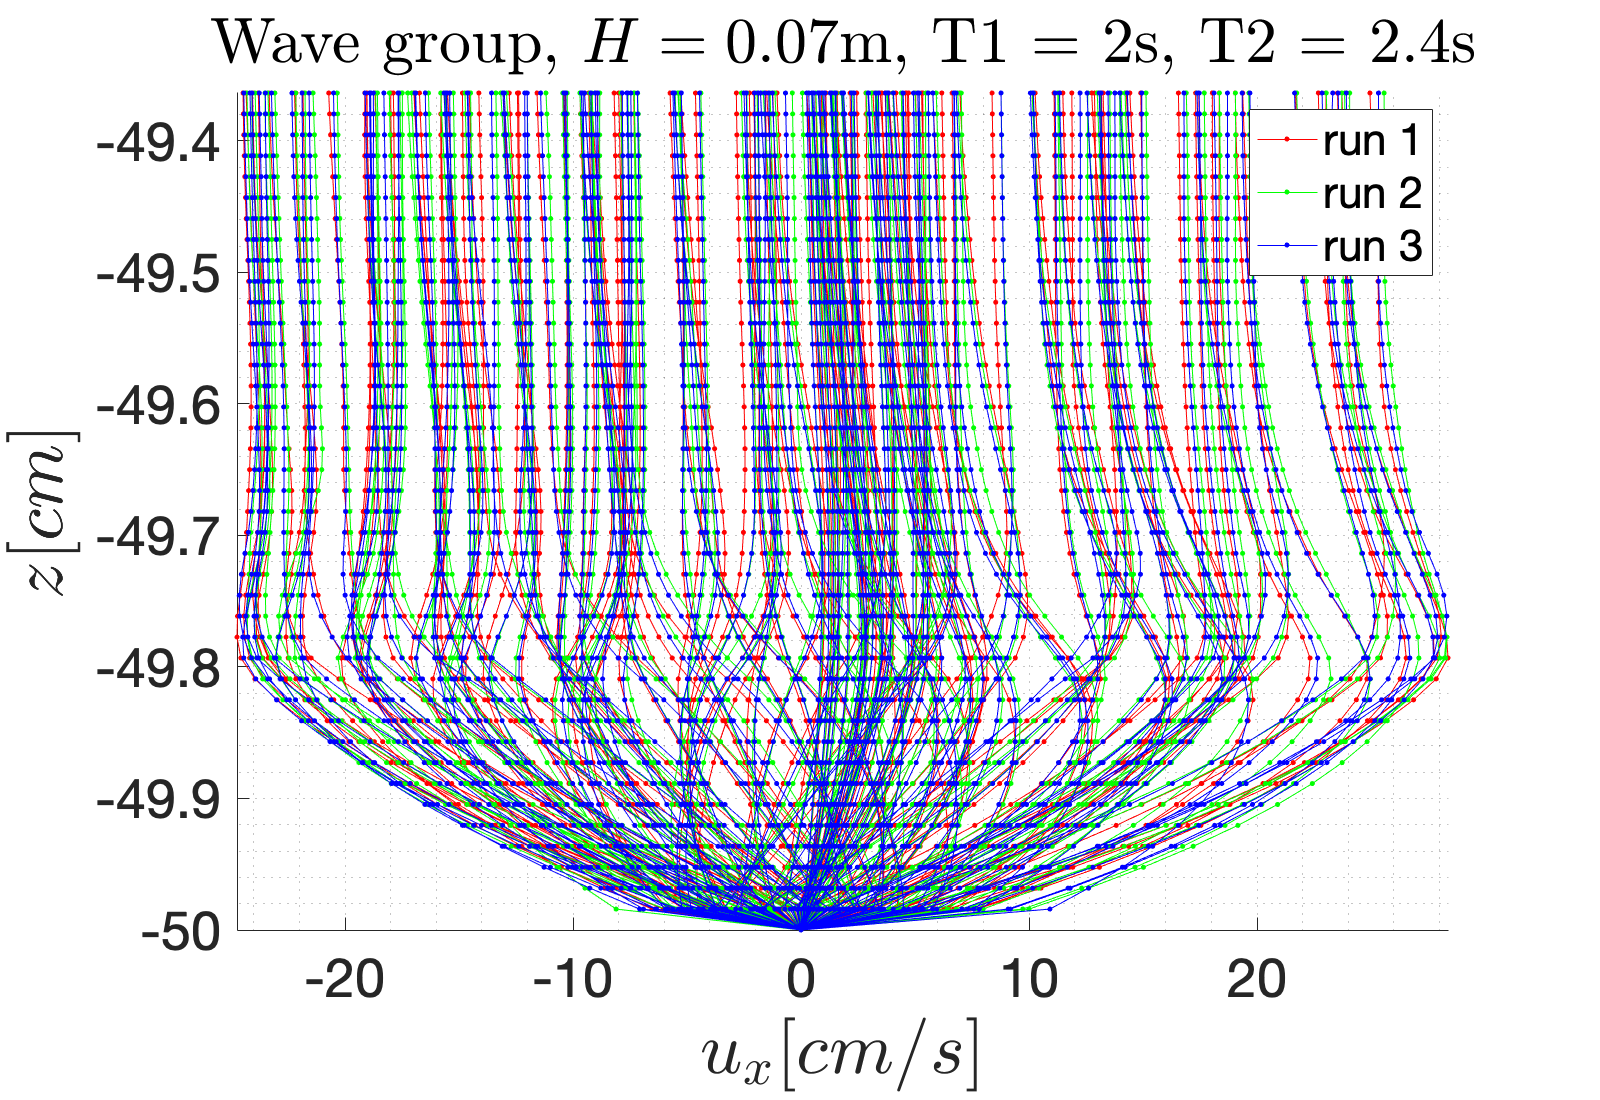 Wave group, H = 0.07m, T1 = 2s, T2 = 2.4s
run 1
run 2
run 3
-49.4
-49.5
-49.6
-49.7
-49.8
-49.9
-50
z[cm]
-20 -10 0 10 20
u_x[cm/s]